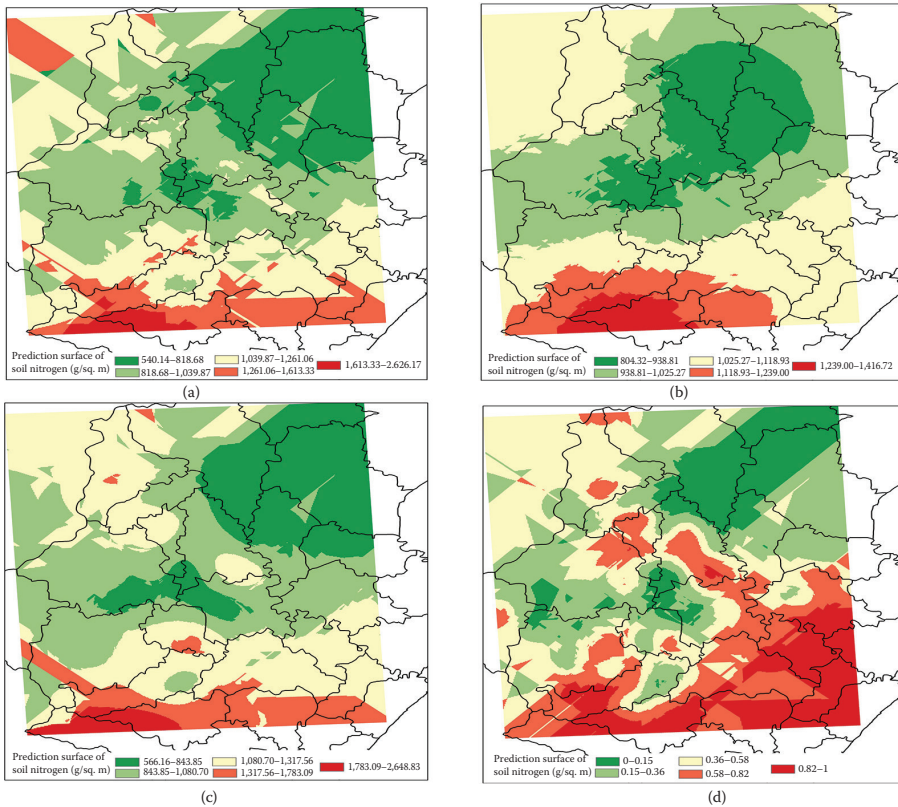 Prediction surface of
soil nitrogen (g/sq. m)
540.14–818.68
818.68–1,039.87
1,039.87–1,261.06
1,261.06–1,613.33
1,613.33–2.626.17
(a)
Prediction surface of
soil nitrogen (g/sq. m)
804.32–938.81
938.81–1,025.27
1,025.27–1,118.93
1,118.93–1,239.00
1,239.00–1,416.72
(b)
Prediction surface of
soil nitrogen (g/sq. m)
566.16–843.85
843.85–1,080.70
1,080.70–1,317.56
1,317.56–1,783.09
1,783.09–2,648.83
(c)
Prediction surface of
soil nitrogen (g/sq. m)
0–0.15
0.15–0.36
0.36–0.58
0.58–0.82
0.82–1
(d)